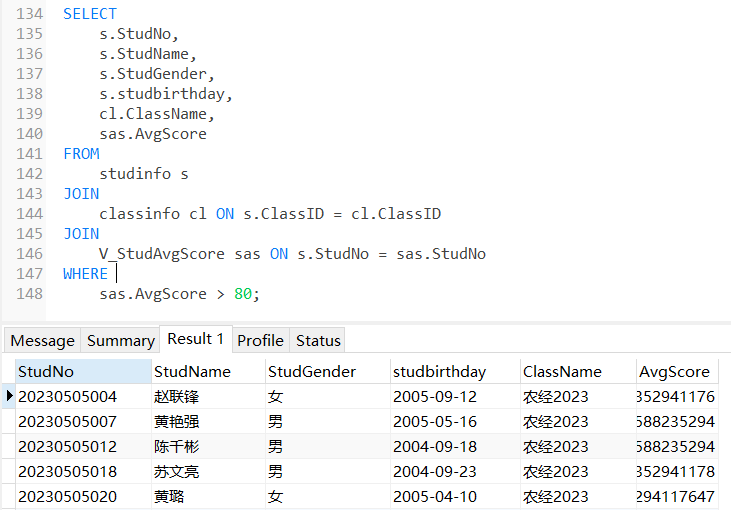 134 SELECT
135 s.StudNo,
136 s.StudName,
137 s.StudGender,
138 s.studbirthday,
139 cl.ClassName,
140 sas.AvgScore
141 FROM
142 studinfo s
143 JOIN
144 classinfo cl ON s.ClassID = cl.ClassID
145 JOIN
146 V_StudAvgScore sas ON s.StudNo = sas.StudNo
147 WHERE
148 sas.AvgScore > 80;
Message Summary Result 1 Profile Status
StudNo StudName StudGender studbirthday ClassName AvgScore
20230505004 赵联锋 女 2005-09-12 农经2023 352941176
20230505007 黄艳强 男 2005-05-16 农经2023 588235294
20230505012 陈千彬 男 2004-09-18 农经2023 588235294
20230505018 苏文亮 男 2004-09-23 农经2023 352941178
20230505020 黄璐 女 2005-04-10 农经2023 294117647